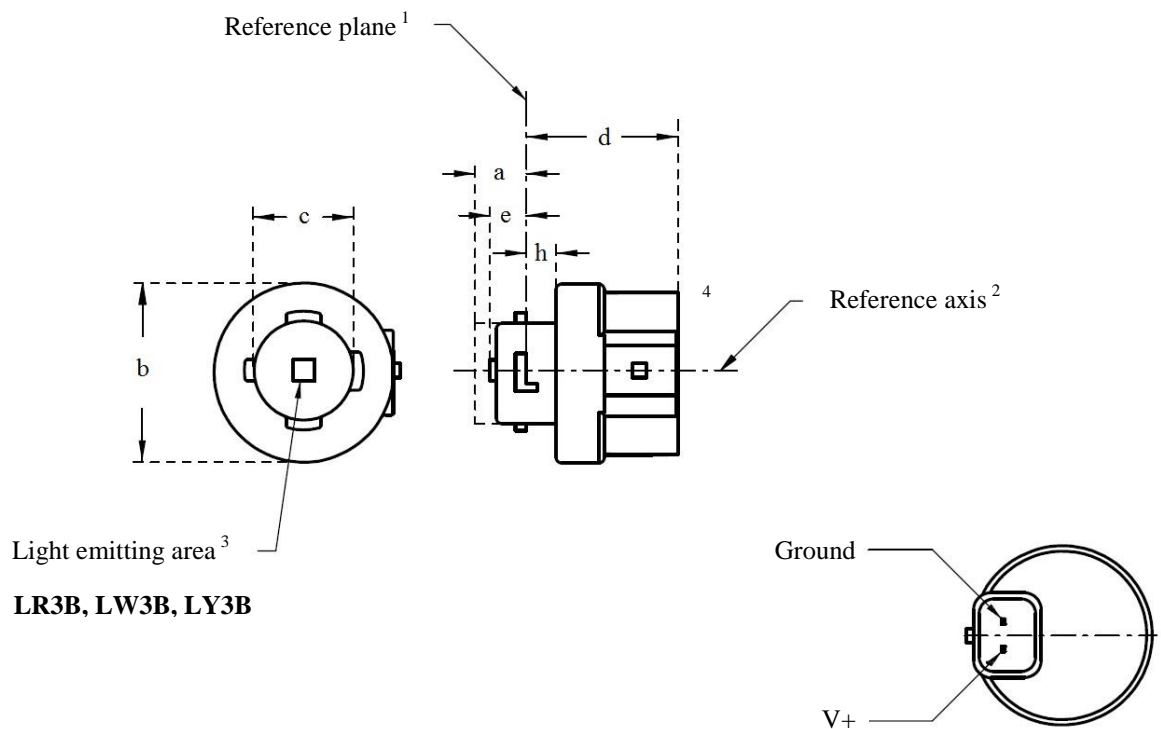 Reference plane 1
d
a
c
e
h
4
Reference axis 2
b
Light emitting area 3
Ground
LR3B, LW3B, LY3B
V+